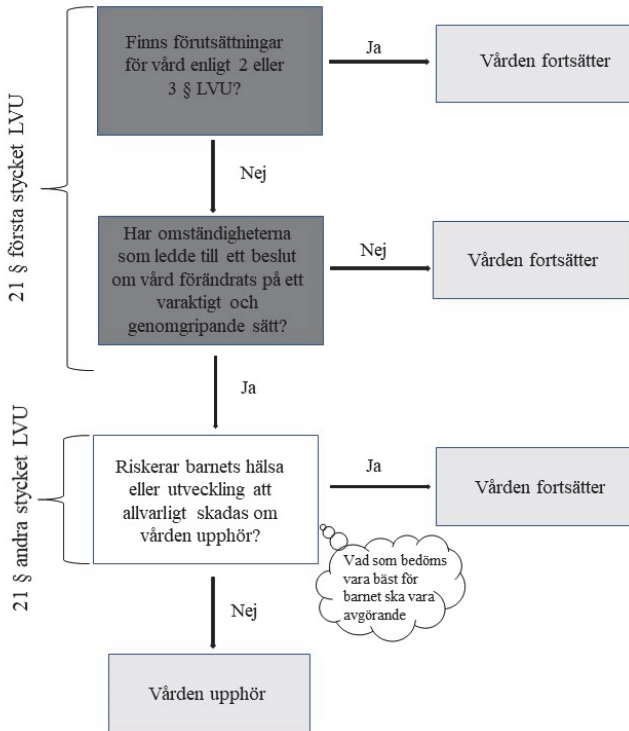 Finns förutsättningar
för vård enligt 2 eller
3 § LVU?
Ja
Vården fortsätter
21 § första stycket LVU
Nej
Har omständigheterna
som ledde till ett beslut
om vård förändrats på ett
varaktigt och
genomgripande sätt?
Nej
Vården fortsätter
Ja
21 § andra stycket LVU
Riskerar barnets hälsa
eller utveckling att
allvarligt skadas om
vården upphör?
Ja
Vården fortsätter
Vad som bedöms
vara bäst för
barnet ska vara
avgörande
Nej
Vården upphör